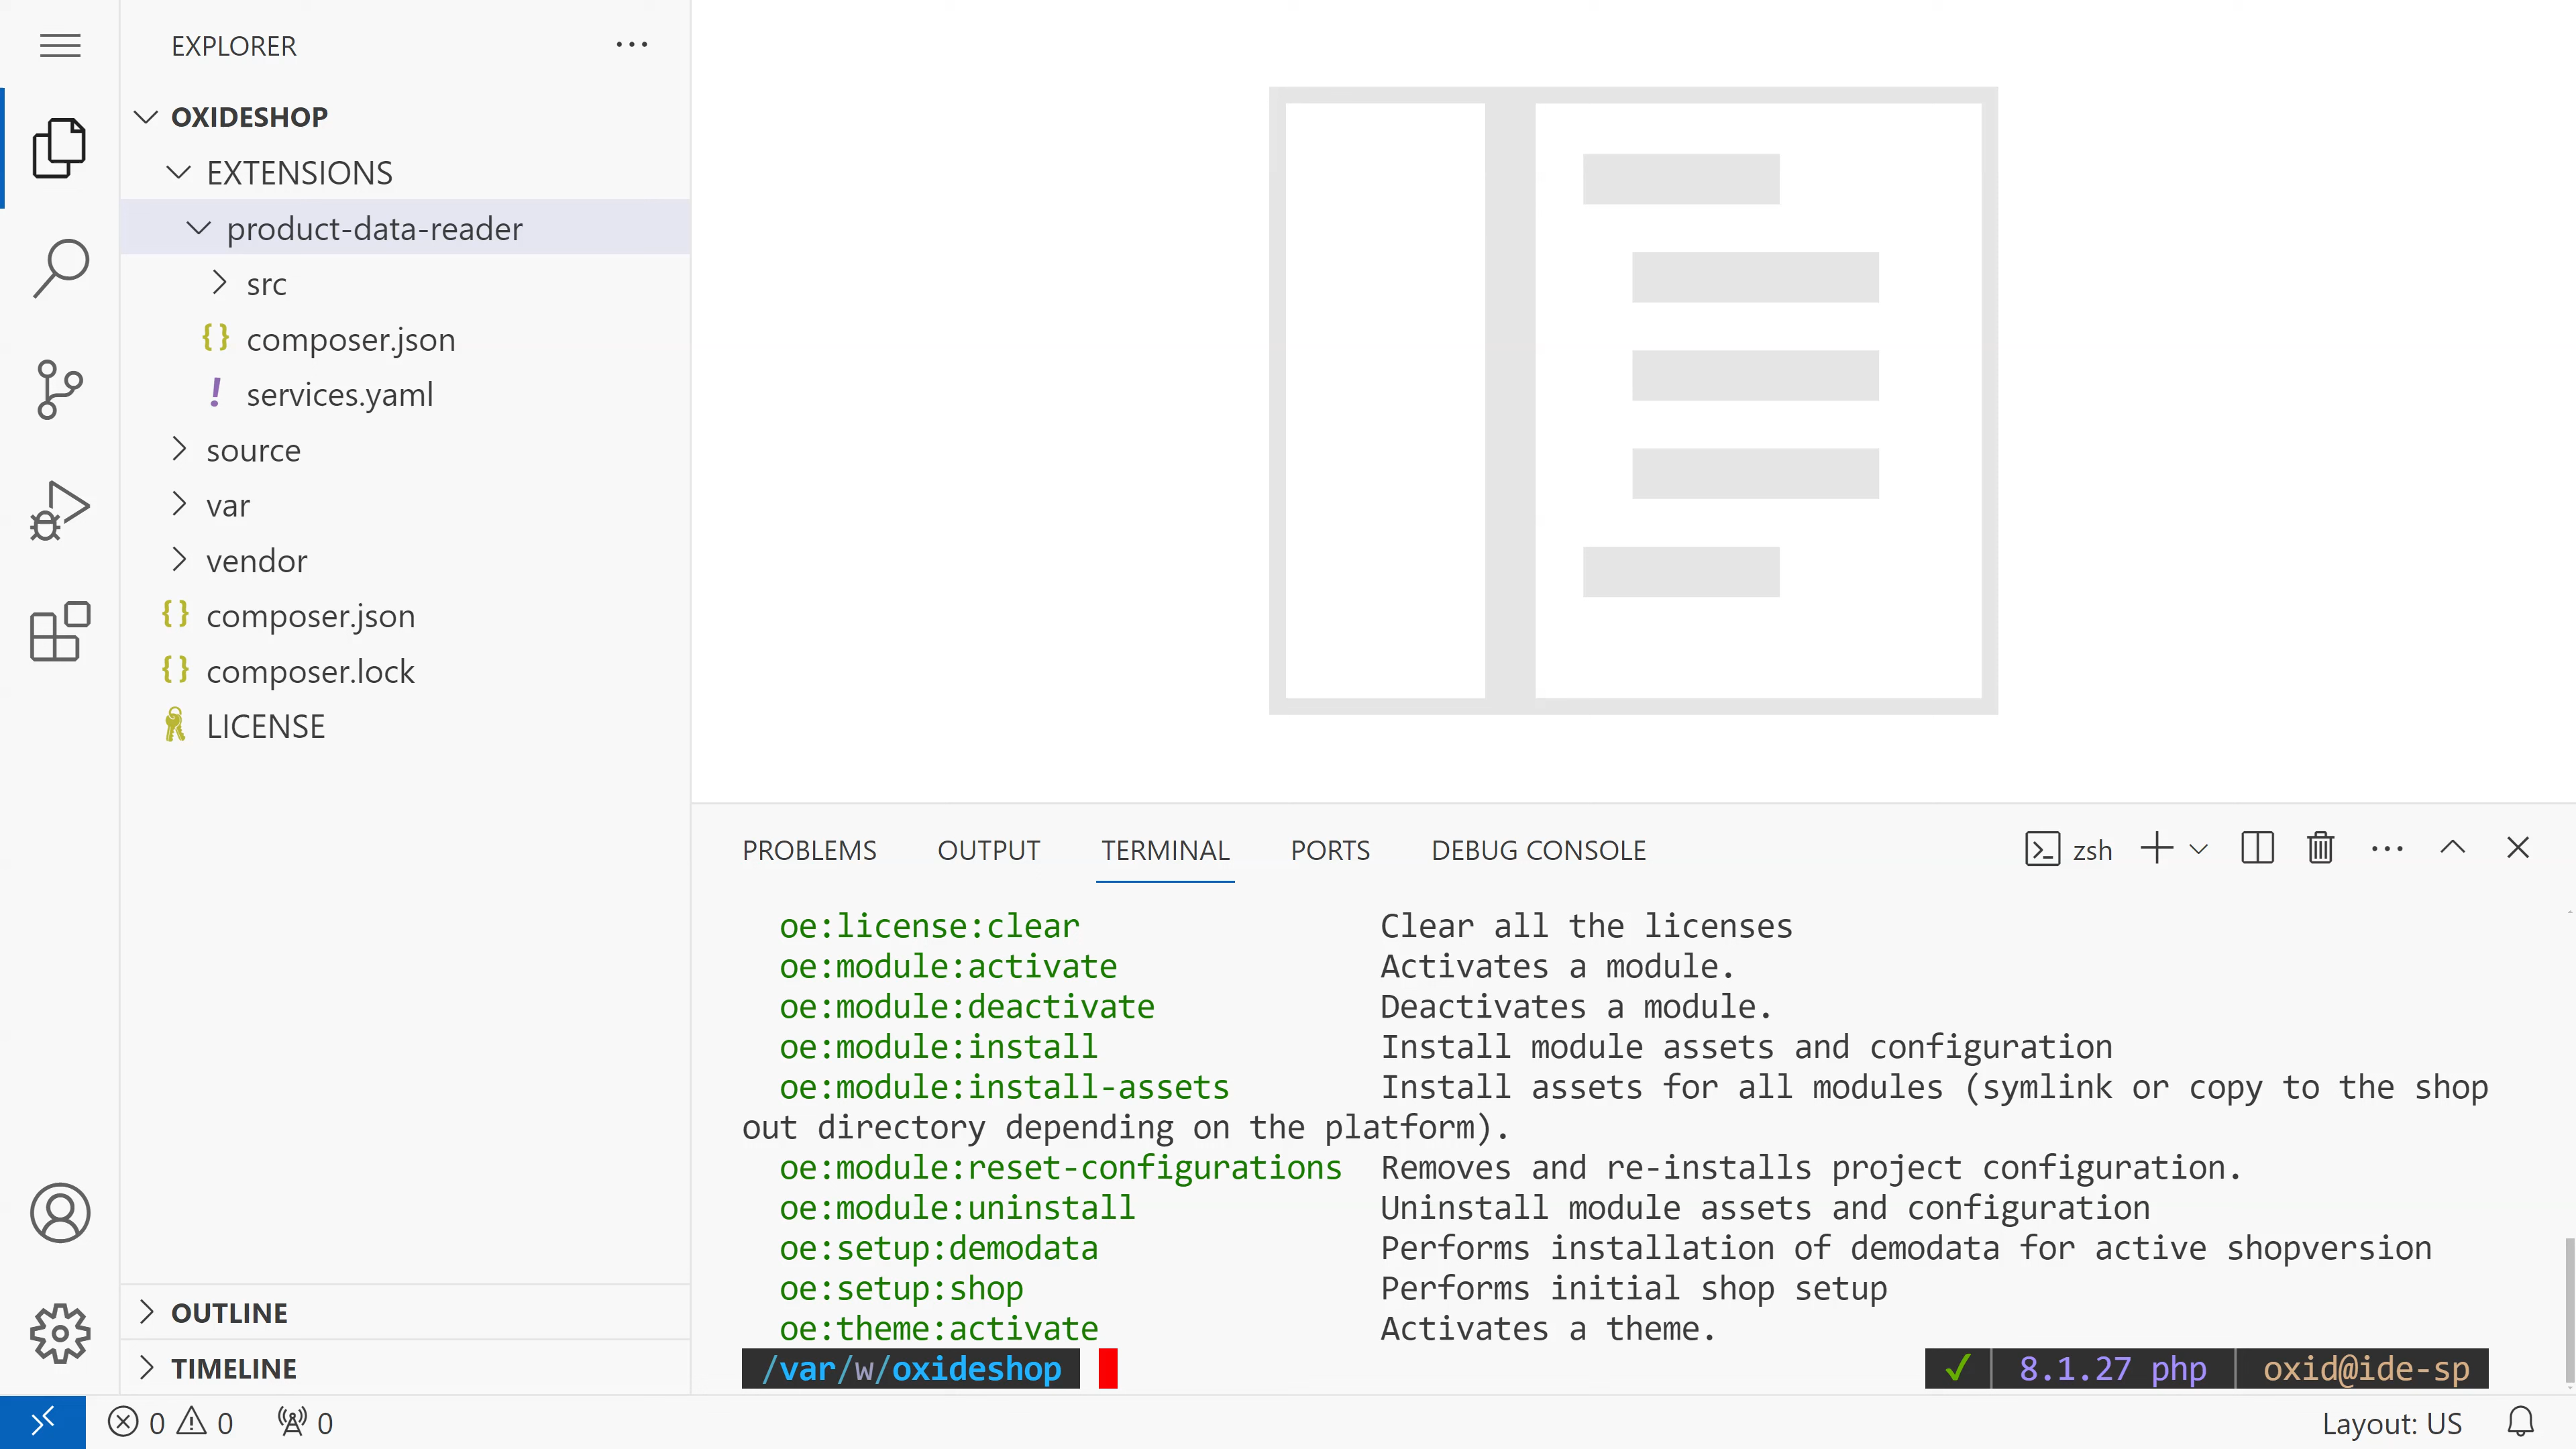 EXPLORER
OXIDESHOP
EXTENSIONS
product-data-reader
src
{} composer.json
! services.yaml
source
var
vendor
{} composer.json
{} composer.lock
LICENSE
OUTLINE
TIMELINE
PROBLEMS OUTPUT TERMINAL PORTS DEBUG CONSOLE zsh
oe:license:clear Clear all the licenses
oe:module:activate Activates a module.
oe:module:deactivate Deactivates a module.
oe:module:install Install module assets and configuration
oe:module:install-assets Install assets for all modules (symlink or copy to the shop
out directory depending on the platform).
oe:module:reset-configurations Removes and re-installs project configuration.
oe:module:uninstall Uninstall module assets and configuration
oe:setup:demodata Performs installation of demodata for active shopversion
oe:setup:shop Performs initial shop setup
oe:theme:activate Activates a theme.
/var/w/oxideshop ✓ 8.1.27 php oxid@ide-sp
0 0 0 Layout: US